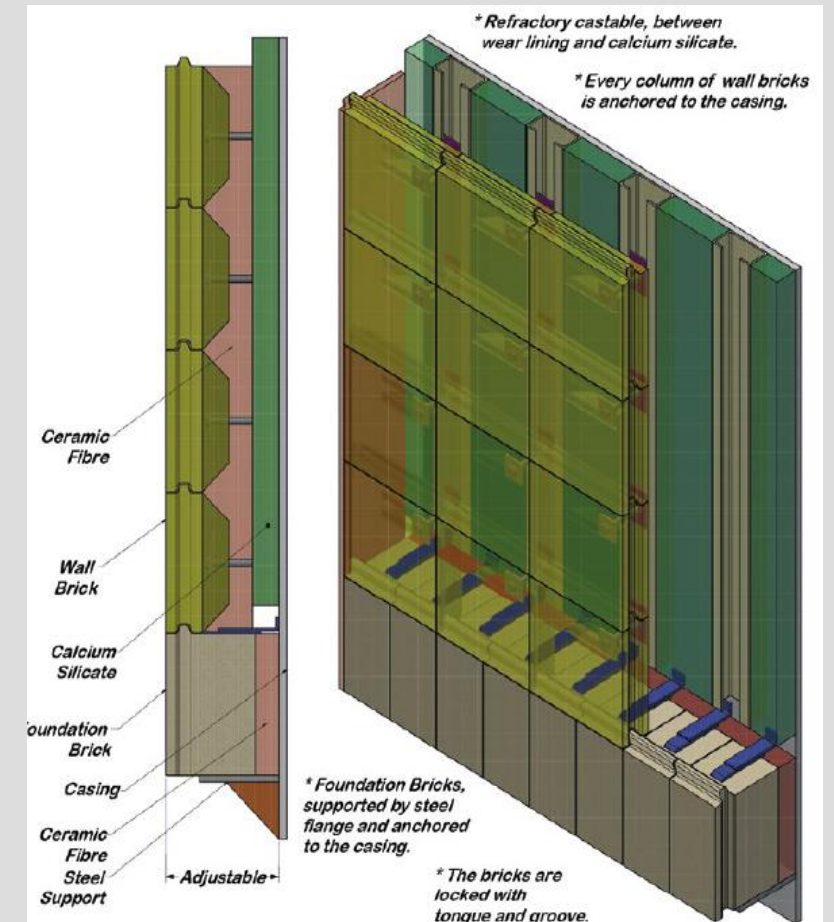 * Refractory castable, between
wear lining and calcium silicate.
* Every column of wall bricks
is anchored to the casing.
Ceramic
Fibre
Wall
Brick
Calcium
Silicate
oundation
Brick
Casing
Ceramic
Fibre
Steel
Support
Adjustable
* Foundation Bricks,
supported by steel
flange and anchored
to the casing.
* The bricks are
locked with
tongue and groove.